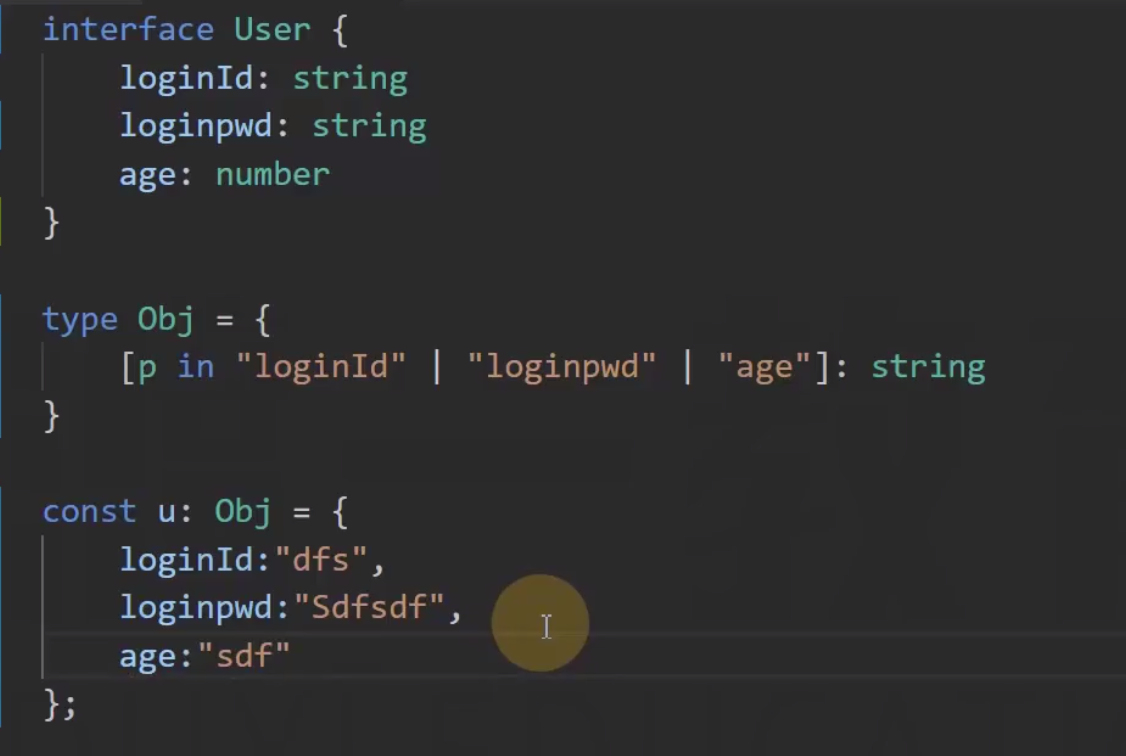 interface User {
    loginId: string
    loginpwd: string
    age: number
}
type Obj = {
    [p in "loginId" | "loginpwd" | "age"]: string
}
const u: Obj = {
    loginId:"dfs",
    loginpwd:"Sdfsdf",
    age:"sdf"
};